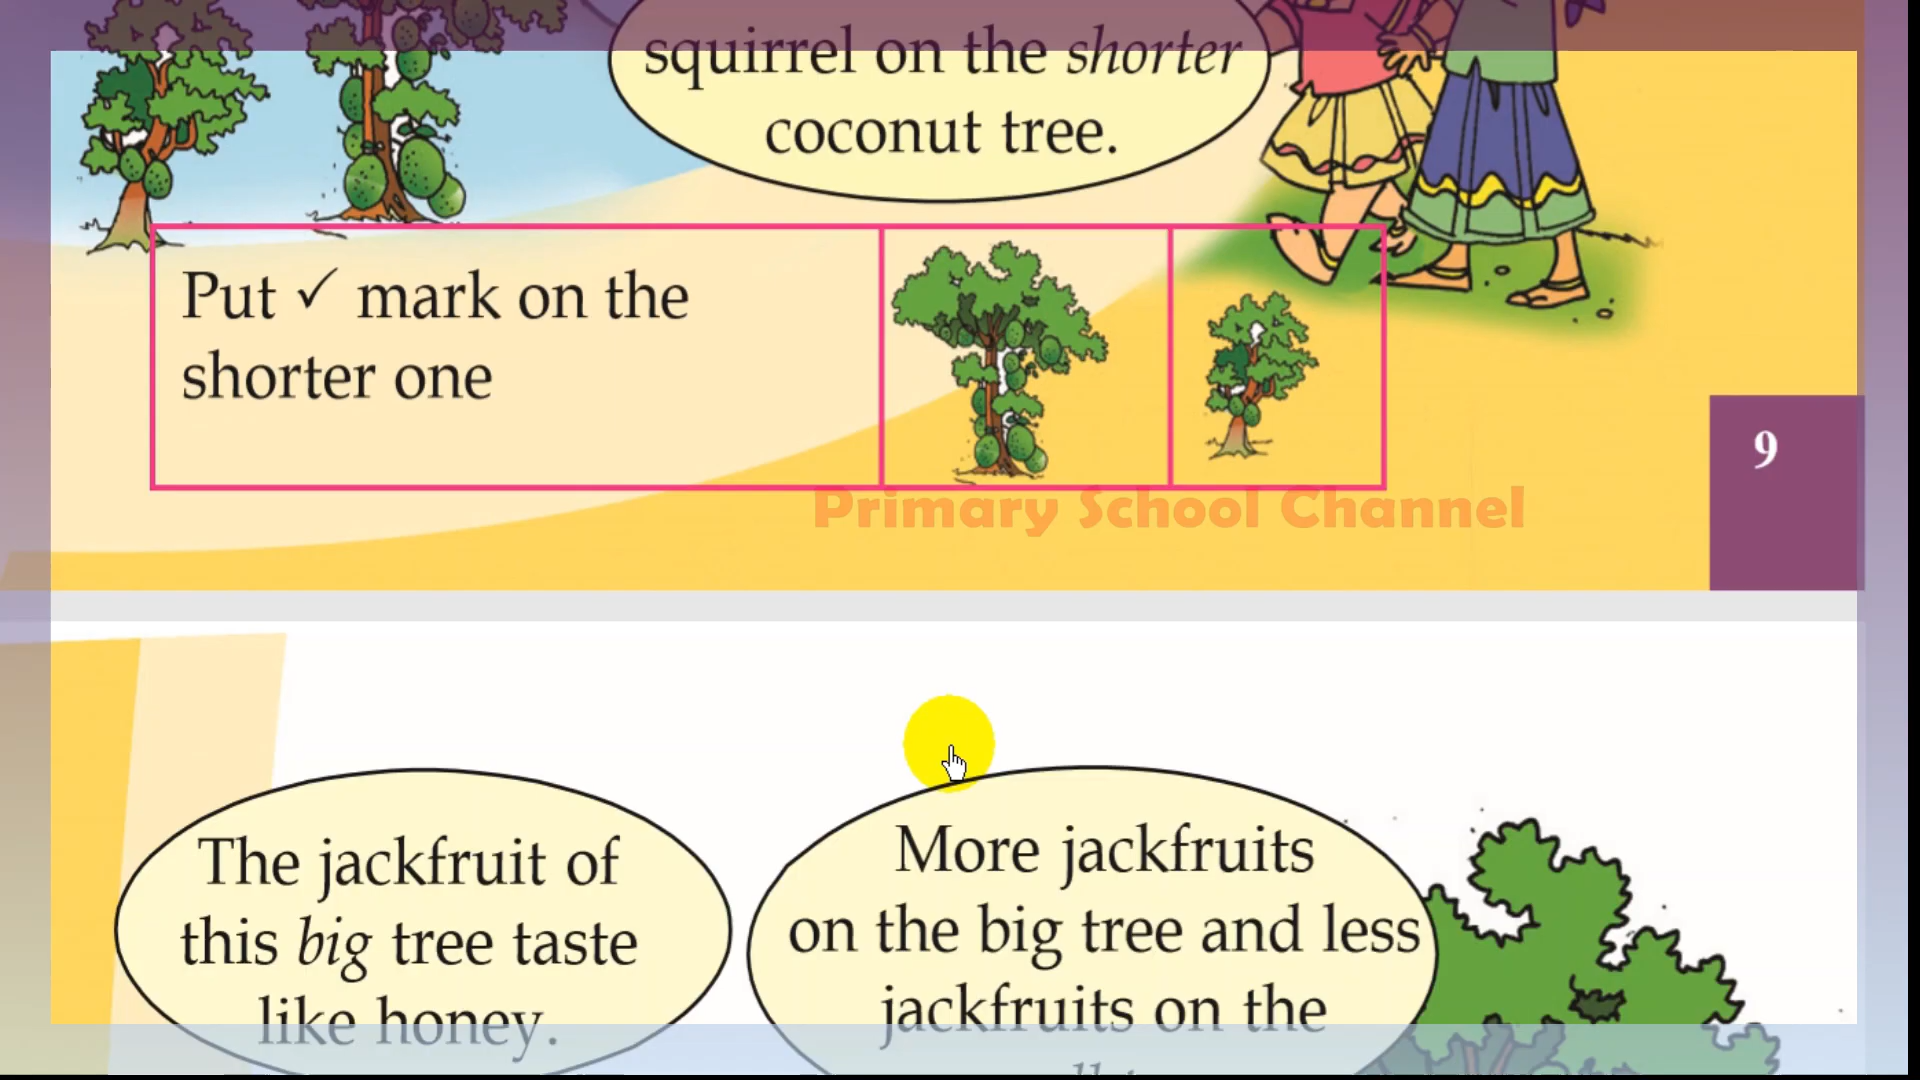 squirrel on the shorter
coconut tree.
Put ✓ mark on the
shorter one
9
Primary School Channel
The jackfruit of
this big tree taste
like honey.
More jackfruits
on the big tree and less
jackfruits on the